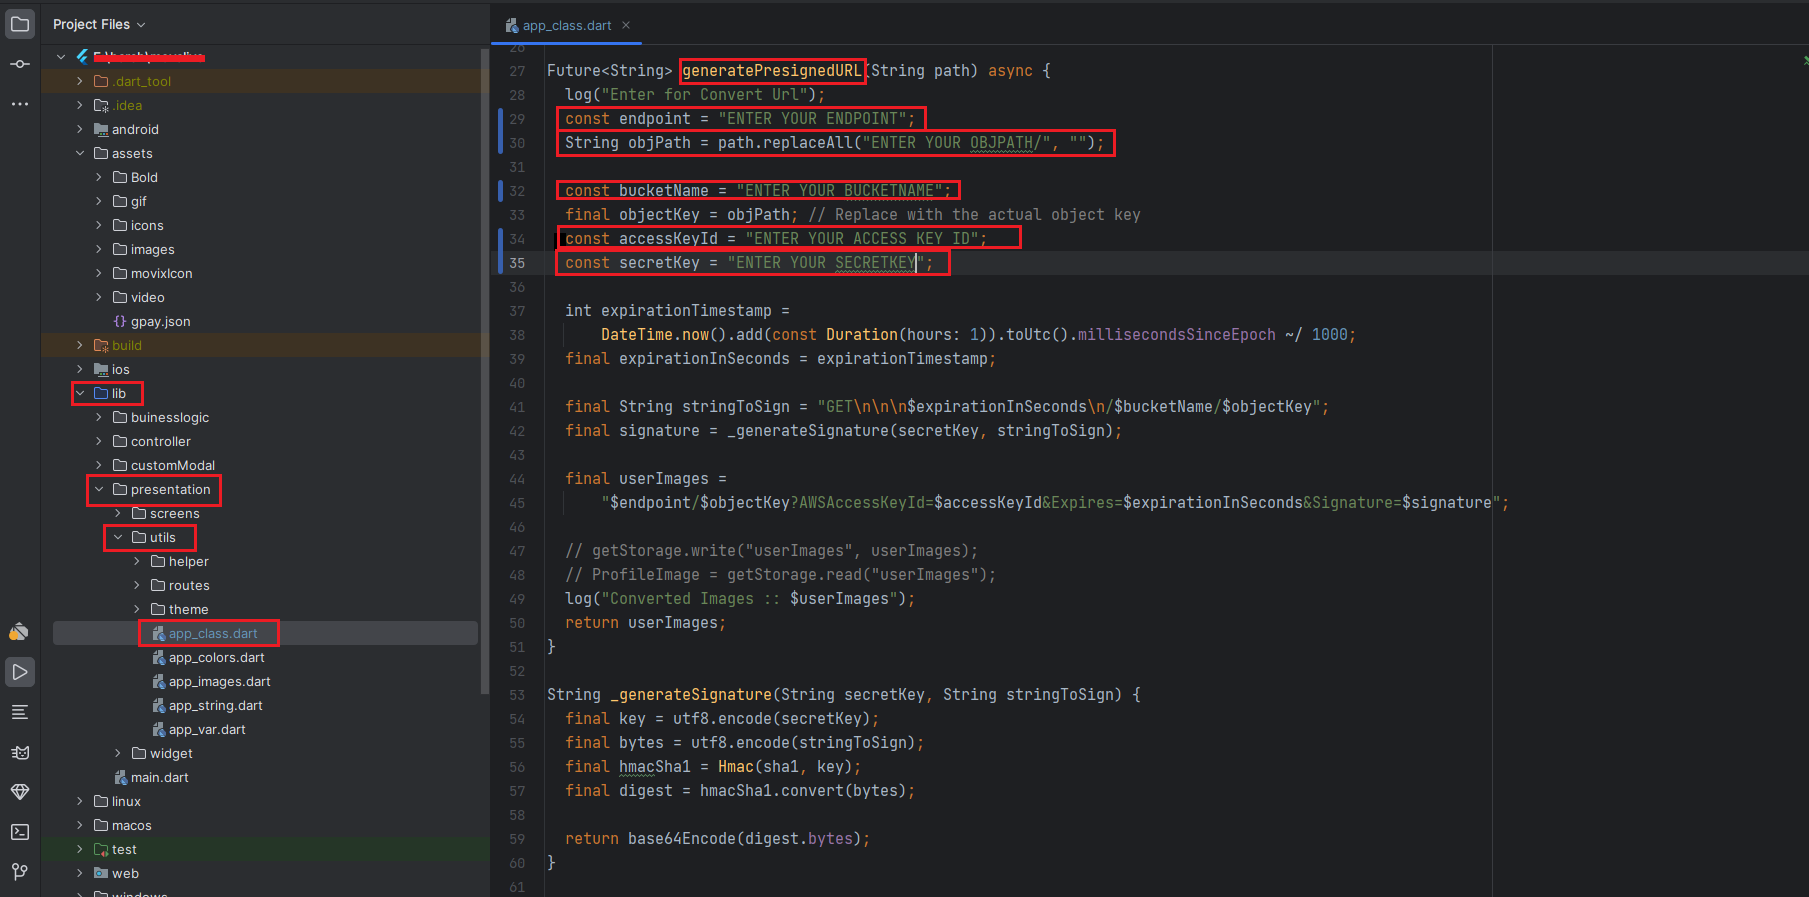 Project Files
.dart_tool
.idea
android
assets
Bold
gif
icons
images
movixIcon
video
{} gpay.json
build
ios
lib
buinesslogic
controller
customModal
presentation
screens
utils
helper
routes
theme
app_class.dart
app_colors.dart
app_images.dart
app_string.dart
app_var.dart
widget
main.dart
linux
macos
test
web
windows
app_class.dart
26
27 Future<String> generatePresignedURL(String path) async {
28 log("Enter for Convert Url");
29 const endpoint = "ENTER YOUR ENDPOINT";
30 String objPath = path.replaceAll("ENTER YOUR OBJPATH/", "");
31
32 const bucketName = "ENTER YOUR BUCKETNAME";
33 final objectKey = objPath; // Replace with the actual object key
34 const accessKeyId = "ENTER YOUR ACCESS KEY ID";
35 const secretKey = "ENTER YOUR SECRETKEY";
36
37 int expirationTimestamp =
38 DateTime.now().add(const Duration(hours: 1)).toUtc().millisecondsSinceEpoch ~/ 1000;
39 final expirationInSeconds = expirationTimestamp;
40
41 final String stringToSign = "GET\n\n\n$expirationInSeconds\n/$bucketName/$objectKey";
42 final signature = _generateSignature(secretKey, stringToSign);
43
44 final userImages =
45 "$endpoint/$objectKey?AWSAccessKeyId=$accessKeyId&Expires=$expirationInSeconds&Signature=$signature";
46
47 // getStorage.write("userImages", userImages);
48 // ProfileImage = getStorage.read("userImages");
49 log("Converted Images :: $userImages");
50 return userImages;
51 }
52
53 String _generateSignature(String secretKey, String stringToSign) {
54 final key = utf8.encode(secretKey);
55 final bytes = utf8.encode(stringToSign);
56 final hmacSha1 = Hmac(sha1, key);
57 final digest = hmacSha1.convert(bytes);
58
59 return base64Encode(digest.bytes);
60 }
61